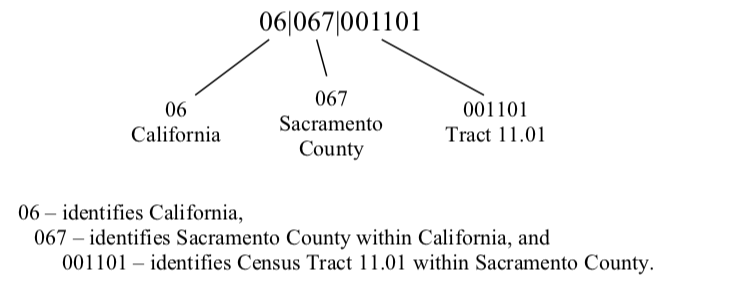 06|067|001101
06
California
067
Sacramento
County
001101
Tract 11.01
06 – identifies California,
067 – identifies Sacramento County within California, and
001101 – identifies Census Tract 11.01 within Sacramento County.